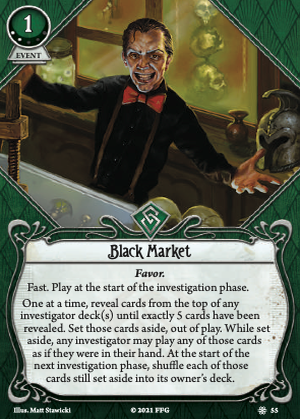 1
EVENT
Black Market
Favor.
Fast. Play at the start of the investigation phase.
One at a time, reveal cards from the top of any
investigator deck(s) until exactly 5 cards have been
revealed. Set those cards aside, out of play. While set
aside, any investigator may play any of those cards
as if they were in their hand. At the start of the
next investigation phase, shuffle each of those
cards still set aside into its owner's deck.
Illus. Matt Stawicki
© 2021 FFG
55